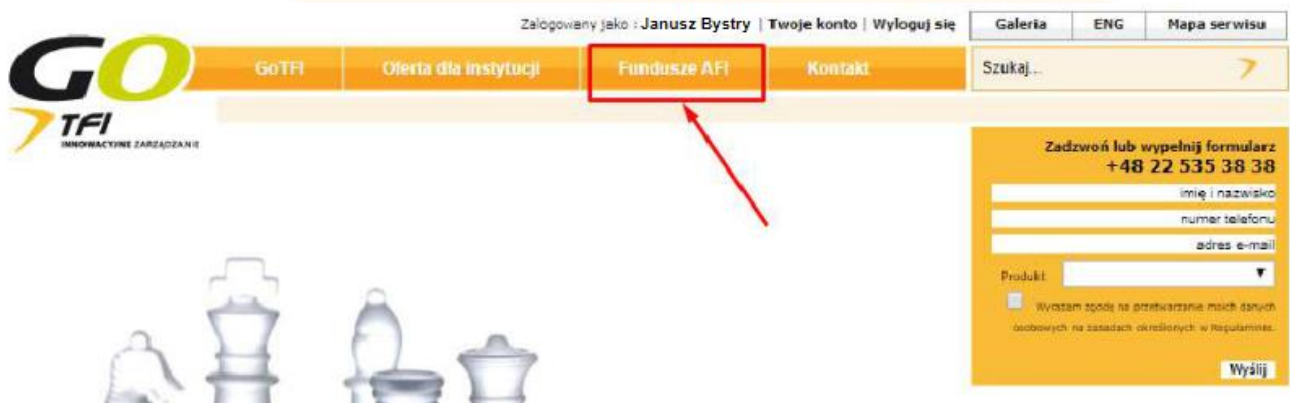 Zalogowany jako : Janusz Bystry | Twoje konto | Wyloguj się
Galeria ENG Mapa serwisu
GO
TFI
INNOWACYJNE ZARZĄDZANIE
GoTFI Oferta dla instytucji Fundusze AFI Kontakt
Szukaj...
Zadzwoń lub wypełnij formularz
+48 22 535 38 38
imię i nazwisko
numer telefonu
adres e-mail
Produkt:
Wyrażam zgodę na przetwarzanie moich danych
osobowych na zasadach określonych w Regulaminie.
Wyślij